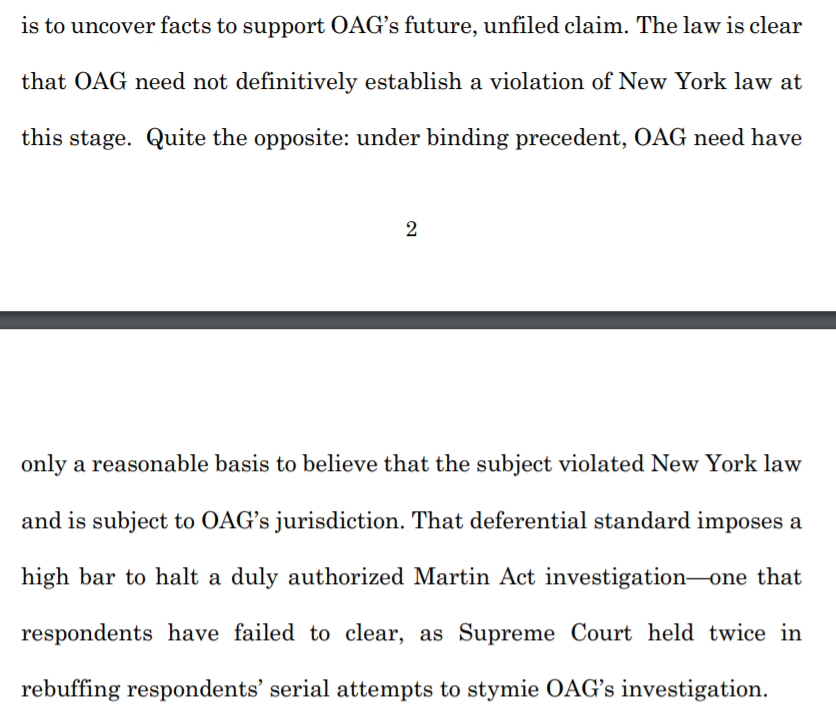 is to uncover facts to support OAG’s future, unfiled claim. The law is clear
that OAG need not definitively establish a violation of New York law at
this stage.  Quite the opposite: under binding precedent, OAG need have
2
only a reasonable basis to believe that the subject violated New York law
and is subject to OAG’s jurisdiction. That deferential standard imposes a
high bar to halt a duly authorized Martin Act investigation—one that
respondents have failed to clear, as Supreme Court held twice in
rebuffing respondents’ serial attempts to stymie OAG’s investigation.